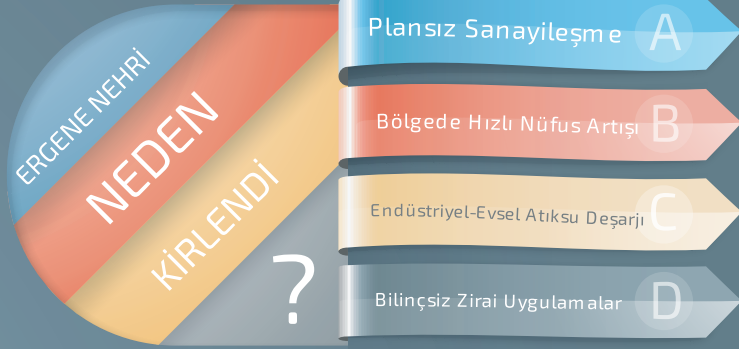 ERGENE NEHRİ
NEDEN
KİRLENDİ
?
Plansız Sanayileşme A
Bölgede Hızlı Nüfus Artışı B
Endüstriyel-Evsel Atıksu Deşarjı C
Bilinçsiz Zirai Uygulamalar D